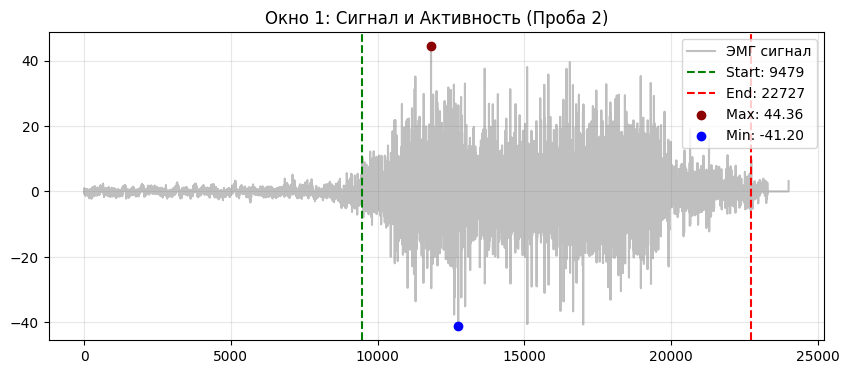 Окно 1: Сигнал и Активность (Проба 2)
ЭМГ сигнал
Start: 9479
End: 22727
Max: 44.36
Min: -41.20
40
20
0
−20
−40
0 5000 10000 15000 20000 25000